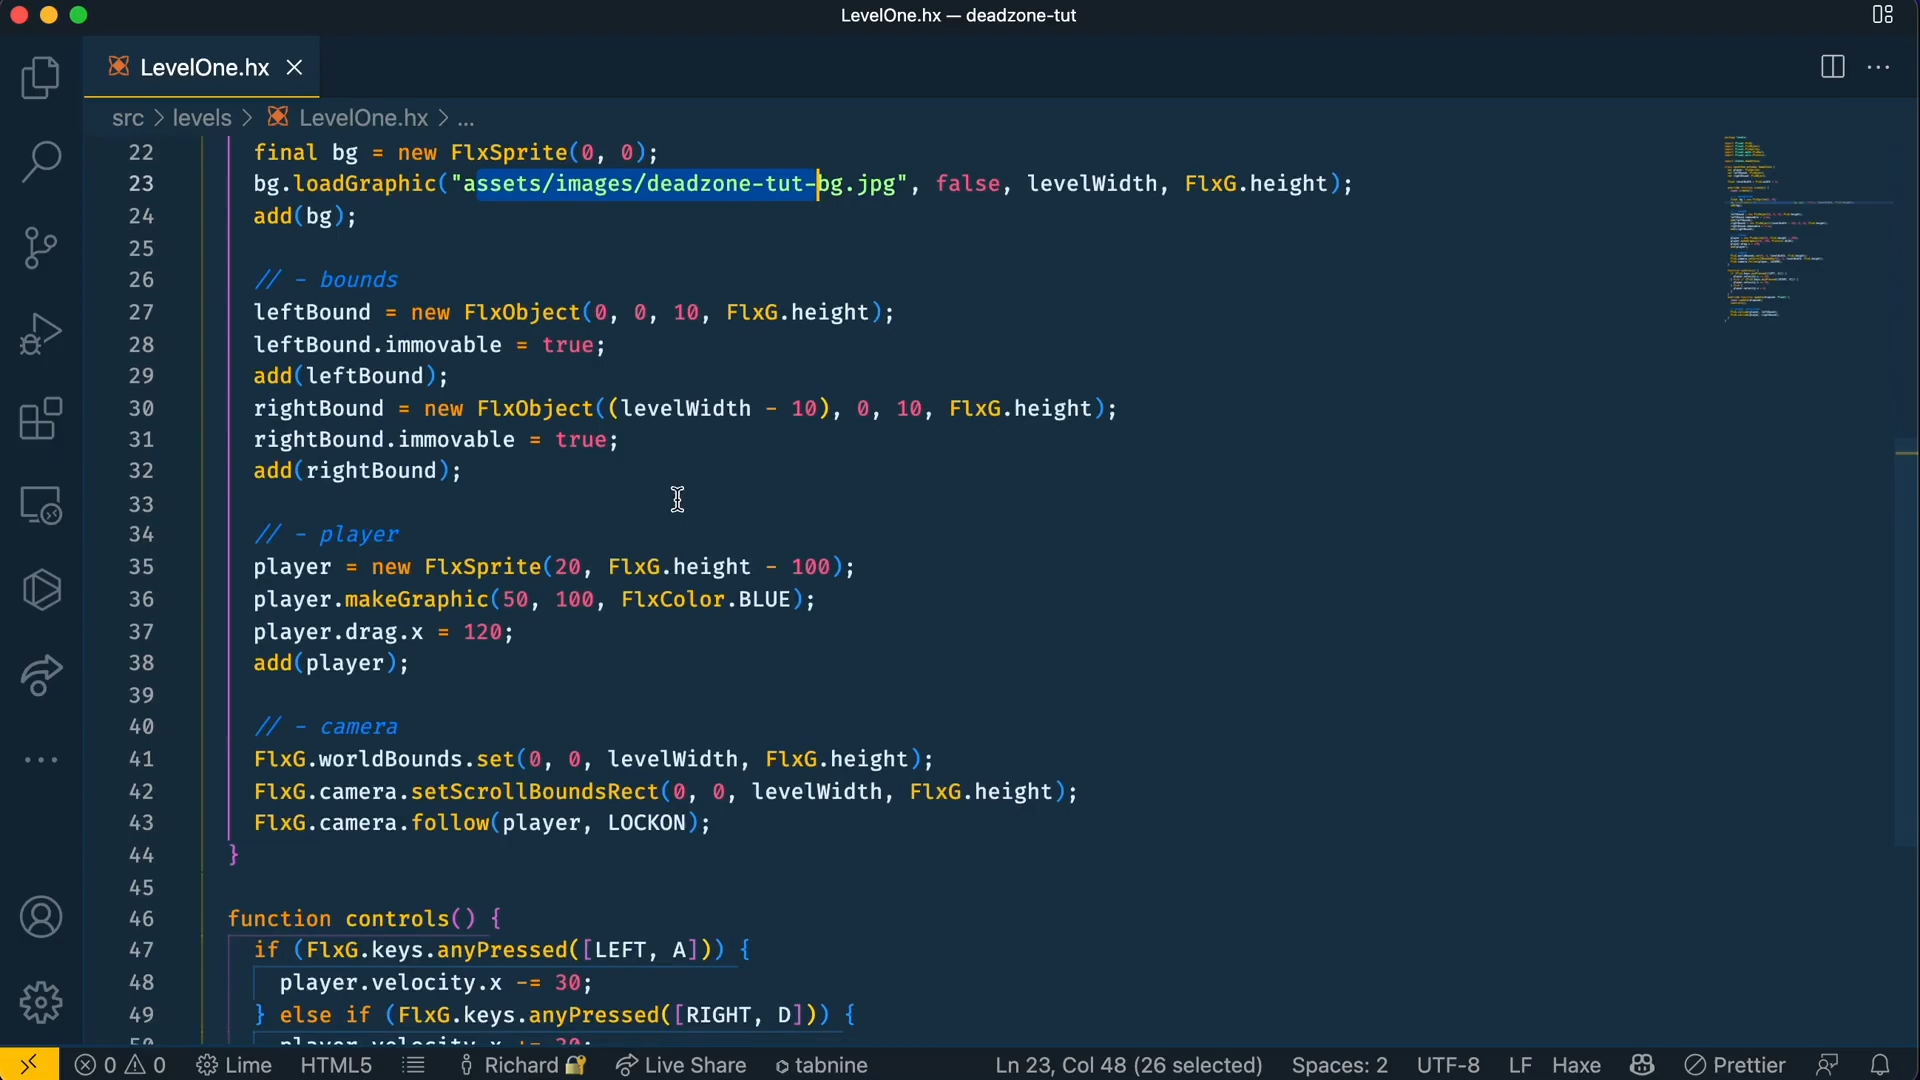 LevelOne.hx — deadzone-tut
LevelOne.hx
src > levels > LevelOne.hx > ...
22 final bg = new FlxSprite(0, 0);
23 bg.loadGraphic("assets/images/deadzone-tut-bg.jpg", false, levelWidth, FlxG.height);
24 add(bg);
25
26 // - bounds
27 leftBound = new FlxObject(0, 0, 10, FlxG.height);
28 leftBound.immovable = true;
29 add(leftBound);
30 rightBound = new FlxObject((levelWidth - 10), 0, 10, FlxG.height);
31 rightBound.immovable = true;
32 add(rightBound);
33
34 // - player
35 player = new FlxSprite(20, FlxG.height - 100);
36 player.makeGraphic(50, 100, FlxColor.BLUE);
37 player.drag.x = 120;
38 add(player);
39
40 // - camera
41 FlxG.worldBounds.set(0, 0, levelWidth, FlxG.height);
42 FlxG.camera.setScrollBoundsRect(0, 0, levelWidth, FlxG.height);
43 FlxG.camera.follow(player, LOCKON);
44 }
45
46 function controls() {
47 if (FlxG.keys.anyPressed([LEFT, A])) {
48 player.velocity.x -= 30;
49 } else if (FlxG.keys.anyPressed([RIGHT, D])) {
0 0 Lime HTML5 Richard Live Share tabnine Ln 23, Col 48 (26 selected) Spaces: 2 UTF-8 LF Haxe Prettier